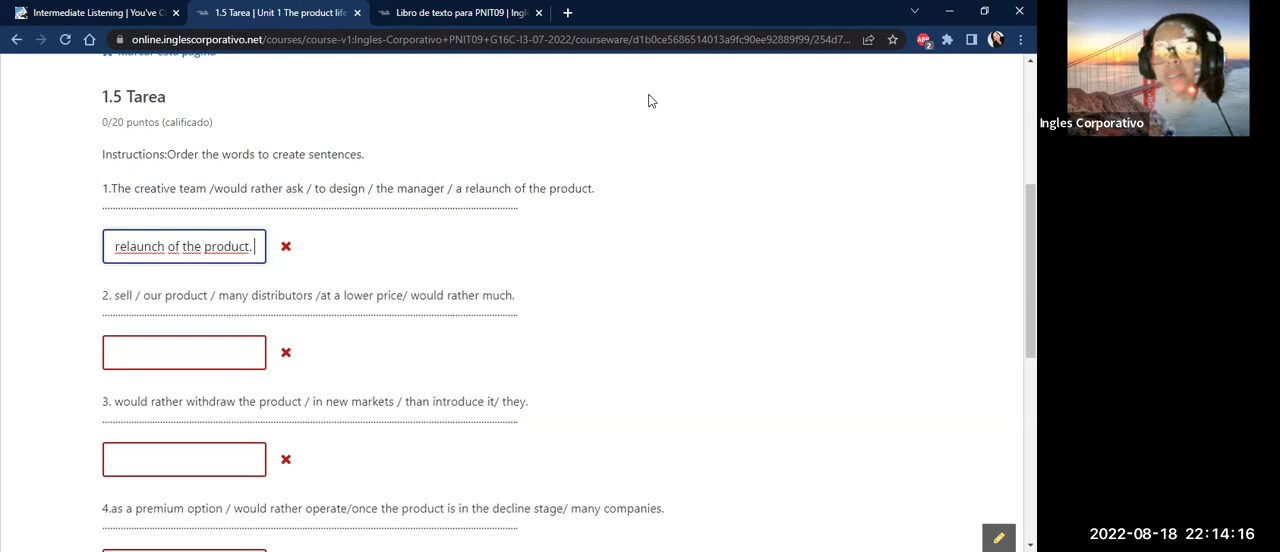 Intermediate Listening | You've C
1.5 Tarea | Unit 1 The product life
Libro de texto para PNIT09 | Ingl
online.inglescorporativo.net/courses/course-v1:Ingles-Corporativo+PNIT09+G16C-I3-07-2022/courseware/d1b0ce5686514013a9fc90ee92889f99/254d7...
2
Marcar esta página
Ingles Corporativo
1.5 Tarea
0/20 puntos (calificado)
Instructions:Order the words to create sentences.
1.The creative team /would rather ask / to design / the manager / a relaunch of the product.
relaunch of the product.
2. sell / our product / many distributors /at a lower price/ would rather much.
3. would rather withdraw the product / in new markets / than introduce it/ they.
4.as a premium option / would rather operate/once the product is in the decline stage/ many companies.
2022-08-18 22:14:16